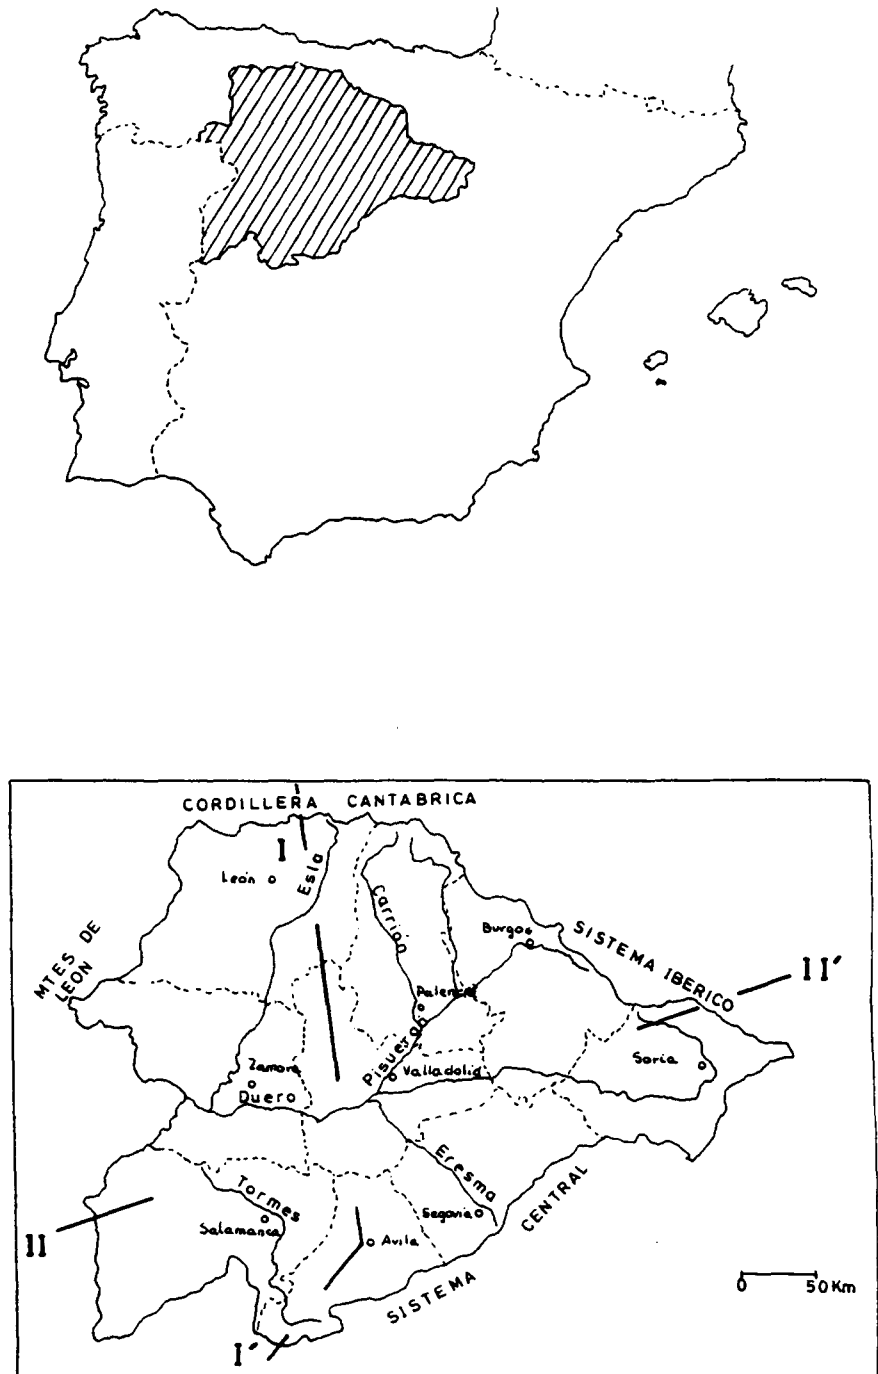 CORDILLERA CANTABRICA
I
Esla
León
Carrión
Burgos
SISTEMA IBERICO
II'
MTES DE
LEON
Palencia
Pisuerga
Zamora
Valladolid
Soria
Duero
Eresma
Tormes
Segovia
Salamanca
Avila
II
SISTEMA CENTRAL
0 50 Km
I'